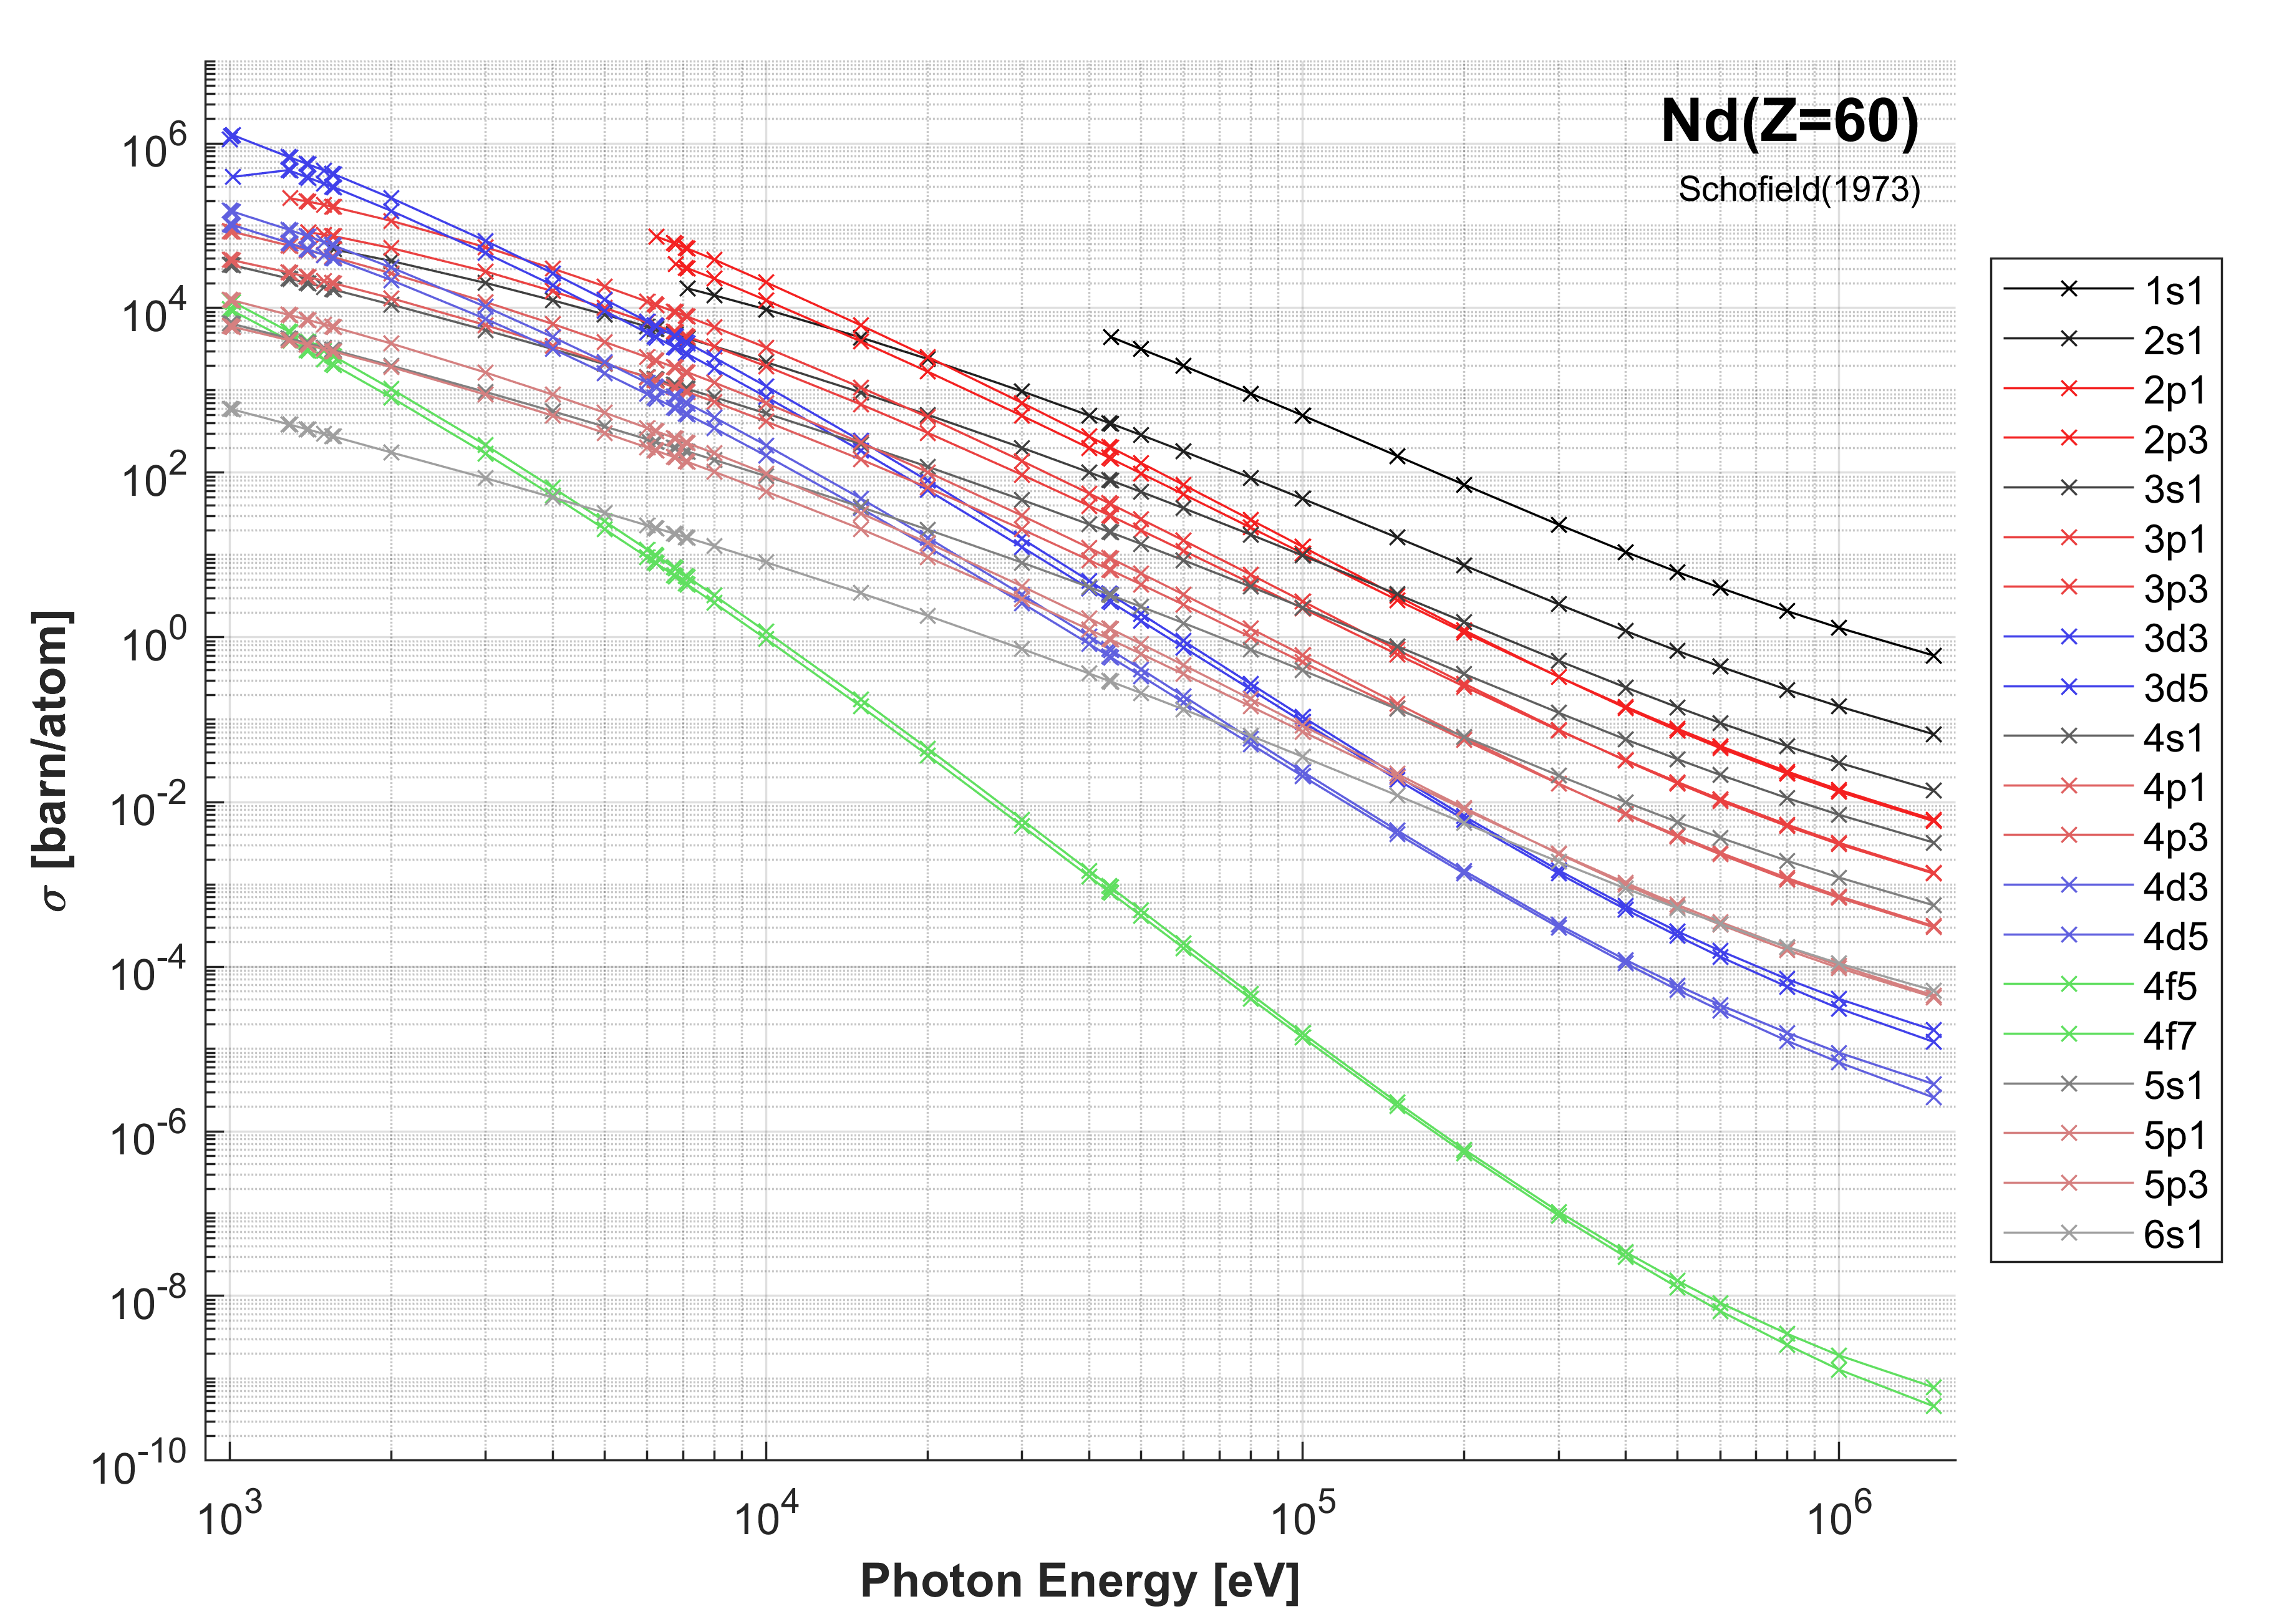 Nd(Z=60)
Schofield(1973)
10^6
10^4
10^2
10^0
10^-2
10^-4
10^-6
10^-8
10^-10
σ [barn/atom]
10^3
10^4
10^5
10^6
Photon Energy [eV]
1s1
2s1
2p1
2p3
3s1
3p1
3p3
3d3
3d5
4s1
4p1
4p3
4d3
4d5
4f5
4f7
5s1
5p1
5p3
6s1